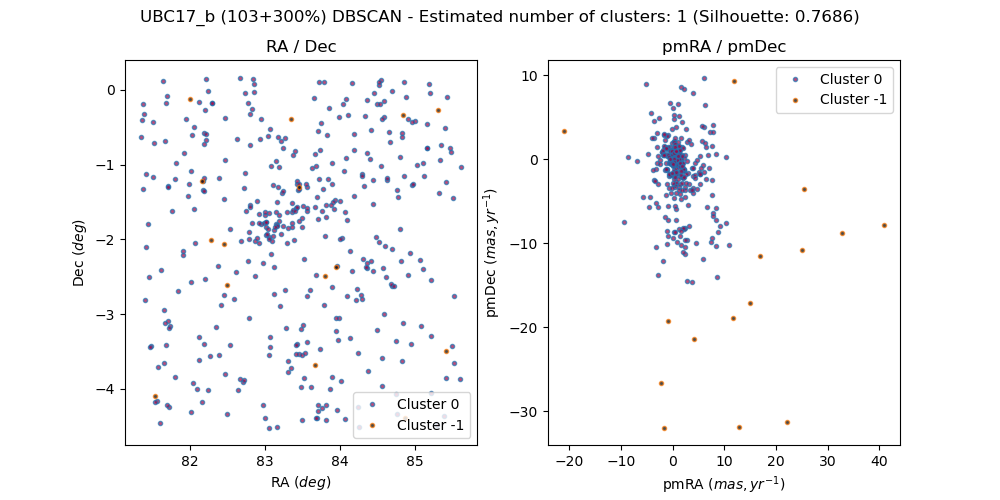 UBC17_b (103+300%) DBSCAN - Estimated number of clusters: 1 (Silhouette: 0.7686)
RA / Dec
0
−1
−2
−3
−4
Dec (deg)
82
83
84
85
RA (deg)
Cluster 0
Cluster -1
pmRA / pmDec
10
0
−10
−20
−30
pmDec (mas, yr⁻¹)
−20
−10
0
10
20
30
40
pmRA (mas, yr⁻¹)
Cluster 0
Cluster -1